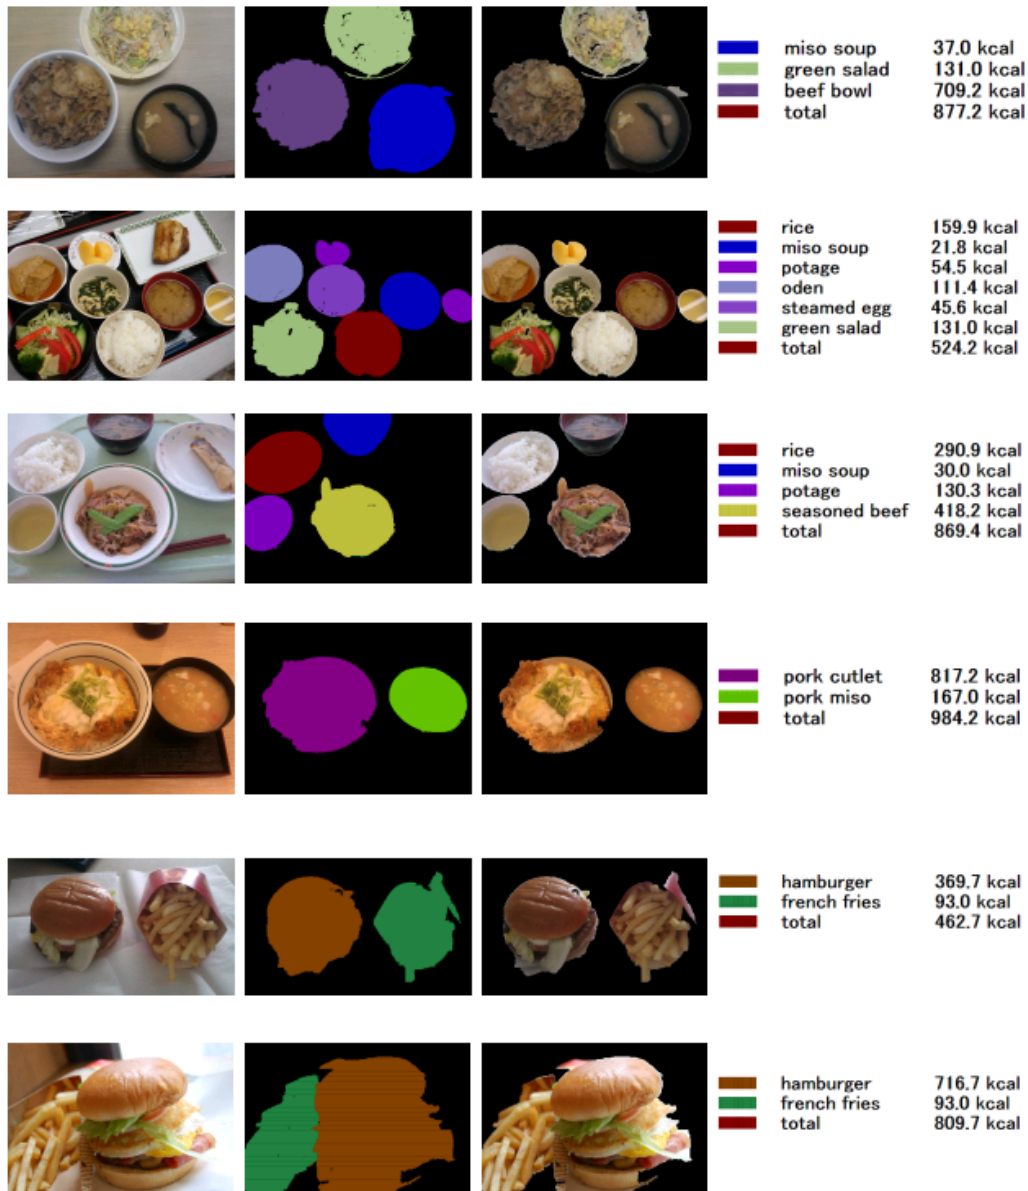 miso soup 37.0 kcal
green salad 131.0 kcal
beef bowl 709.2 kcal
total 877.2 kcal
rice 159.9 kcal
miso soup 21.8 kcal
potage 54.5 kcal
oden 111.4 kcal
steamed egg 45.6 kcal
green salad 131.0 kcal
total 524.2 kcal
rice 290.9 kcal
miso soup 30.0 kcal
potage 130.3 kcal
seasoned beef 418.2 kcal
total 869.4 kcal
pork cutlet 817.2 kcal
pork miso 167.0 kcal
total 984.2 kcal
hamburger 369.7 kcal
french fries 93.0 kcal
total 462.7 kcal
hamburger 716.7 kcal
french fries 93.0 kcal
total 809.7 kcal